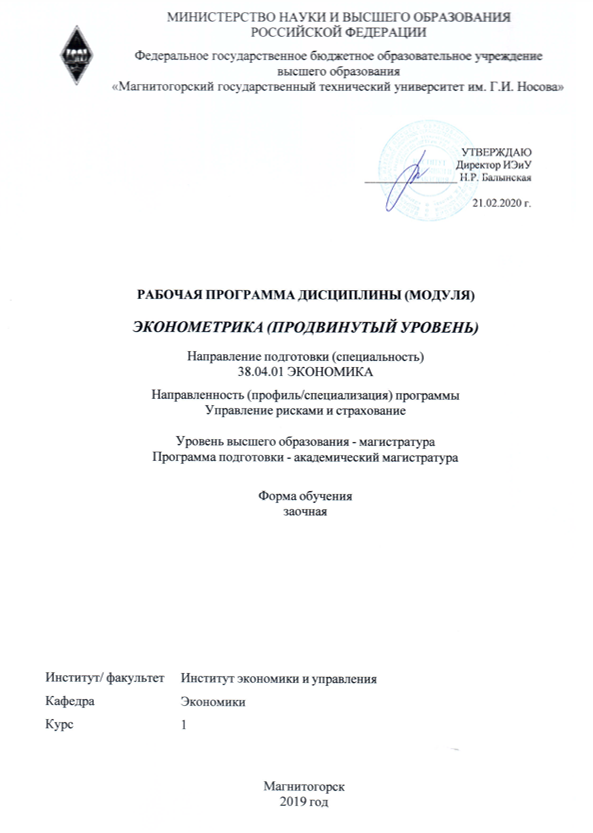 МИНИСТЕРСТВО НАУКИ И ВЫСШЕГО ОБРАЗОВАНИЯ
РОССИЙСКОЙ ФЕДЕРАЦИИ
Федеральное государственное бюджетное образовательное учреждение
высшего образования
«Магнитогорский государственный технический университет им. Г.И. Носова»
УТВЕРЖДАЮ
Директор ИЭиУ
Н.Р. Балынская
21.02.2020 г.
РАБОЧАЯ ПРОГРАММА ДИСЦИПЛИНЫ (МОДУЛЯ)
ЭКОНОМЕТРИКА (ПРОДВИНУТЫЙ УРОВЕНЬ)
Направление подготовки (специальность)
38.04.01 ЭКОНОМИКА
Направленность (профиль/специализация) программы
Управление рисками и страхование
Уровень высшего образования - магистратура
Программа подготовки - академический магистратура
Форма обучения
заочная
Институт/ факультет Институт экономики и управления
Кафедра Экономики
Курс 1
Магнитогорск
2019 год